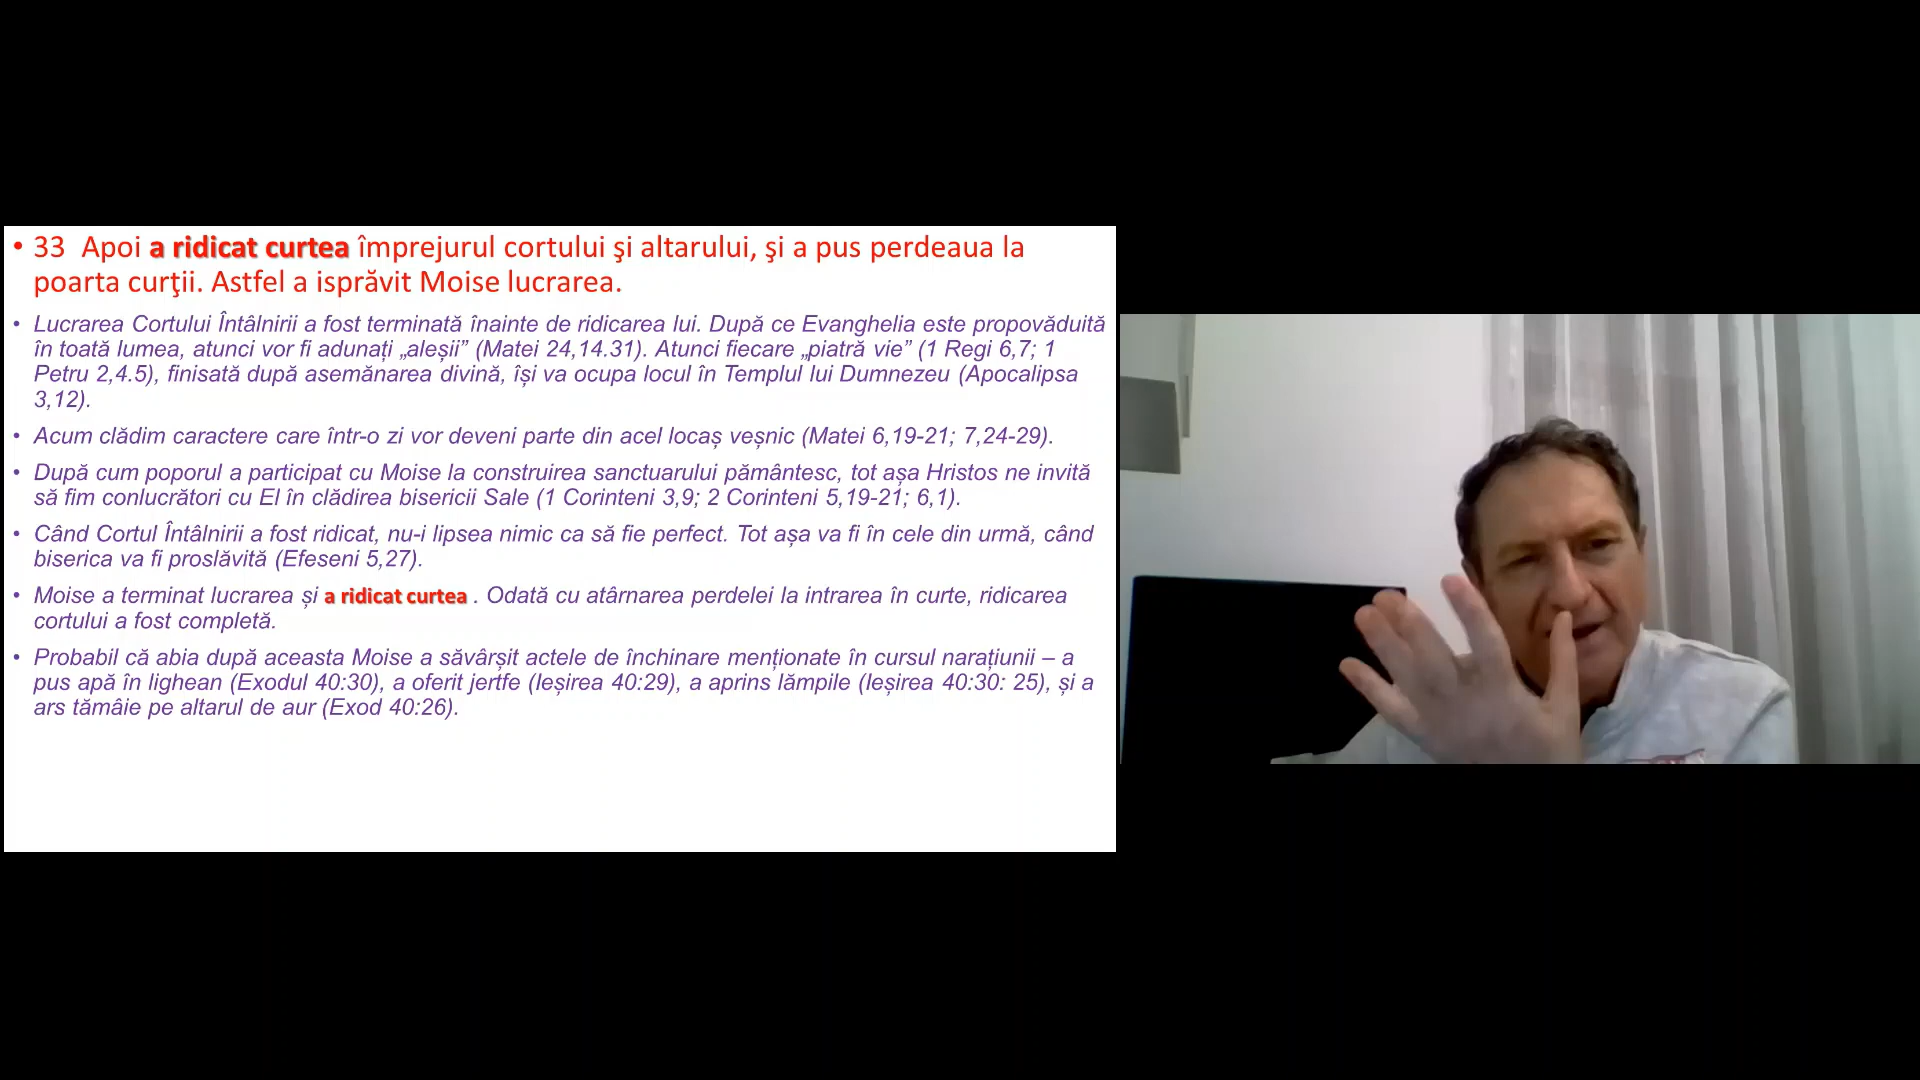 • 33 Apoi a ridicat curtea împrejurul cortului şi altarului, şi a pus perdeaua la
poarta curţii. Astfel a isprăvit Moise lucrarea.
• Lucrarea Cortului Întâlnirii a fost terminată înainte de ridicarea lui. După ce Evanghelia este propovăduită
în toată lumea, atunci vor fi adunați „aleșii” (Matei 24,14.31). Atunci fiecare „piatră vie” (1 Regi 6,7; 1
Petru 2,4.5), finisată după asemănarea divină, își va ocupa locul în Templul lui Dumnezeu (Apocalipsa
3,12).
• Acum clădim caractere care într-o zi vor deveni parte din acel locaș veșnic (Matei 6,19-21; 7,24-29).
• După cum poporul a participat cu Moise la construirea sanctuarului pământesc, tot așa Hristos ne invită
să fim conlucrători cu El în clădirea bisericii Sale (1 Corinteni 3,9; 2 Corinteni 5,19-21; 6,1).
• Când Cortul Întâlnirii a fost ridicat, nu-i lipsea nimic ca să fie perfect. Tot așa va fi în cele din urmă, când
biserica va fi proslăvită (Efeseni 5,27).
• Moise a terminat lucrarea și a ridicat curtea . Odată cu atârnarea perdelei la intrarea în curte, ridicarea
cortului a fost completă.
• Probabil că abia după aceasta Moise a săvârșit actele de închinare menționate în cursul narațiunii – a
pus apă în lighean (Exodul 40:30), a oferit jertfe (Ieșirea 40:29), a aprins lămpile (Ieșirea 40:30: 25), și a
ars tămâie pe altarul de aur (Exod 40:26).